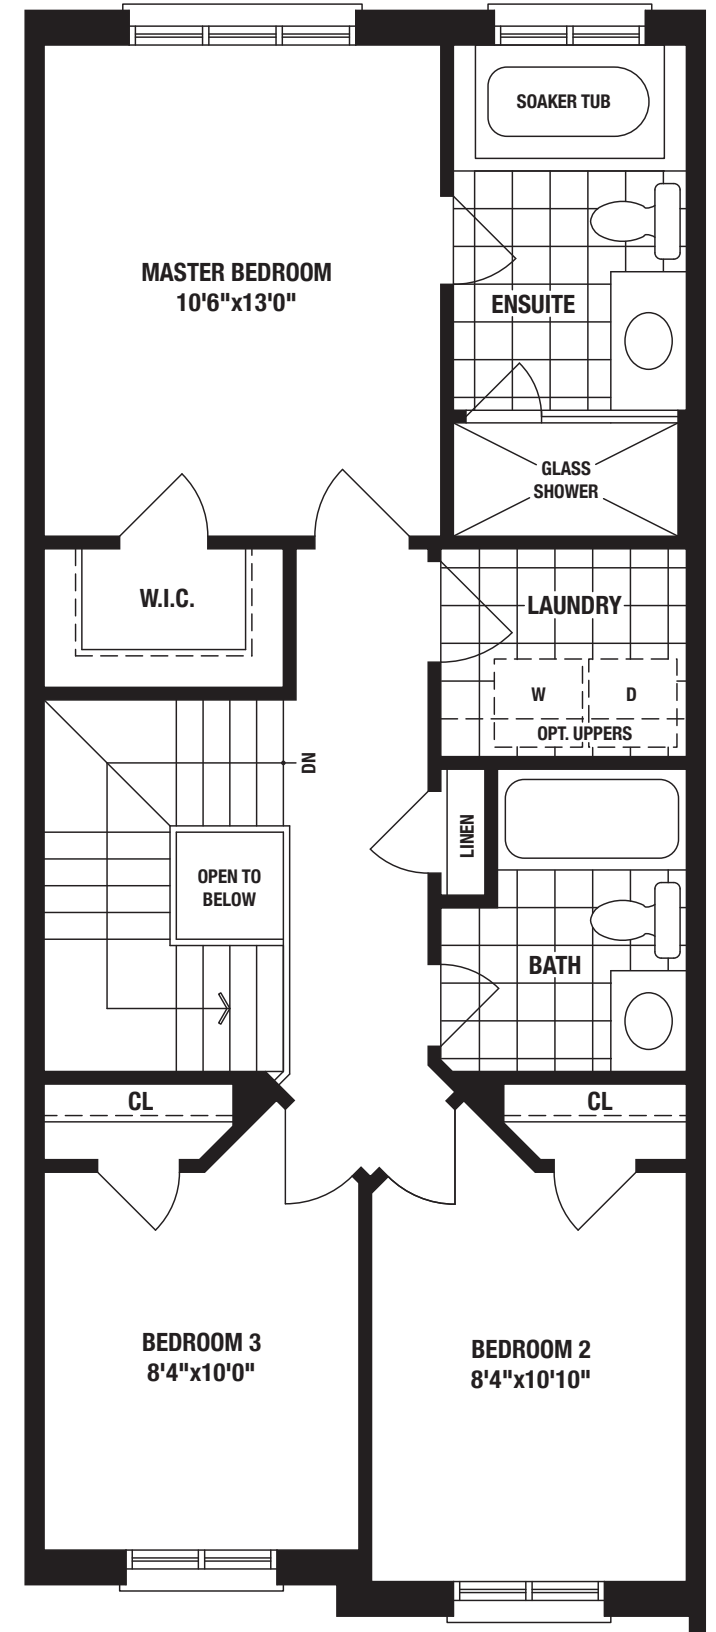 SOAKER TUB
MASTER BEDROOM
10'6"x13'0"
ENSUITE
GLASS
SHOWER
W.I.C.
LAUNDRY
W
D
OPT. UPPERS
DN
LINEN
OPEN TO
BELOW
BATH
CL
CL
BEDROOM 3
8'4"x10'0"
BEDROOM 2
8'4"x10'10"